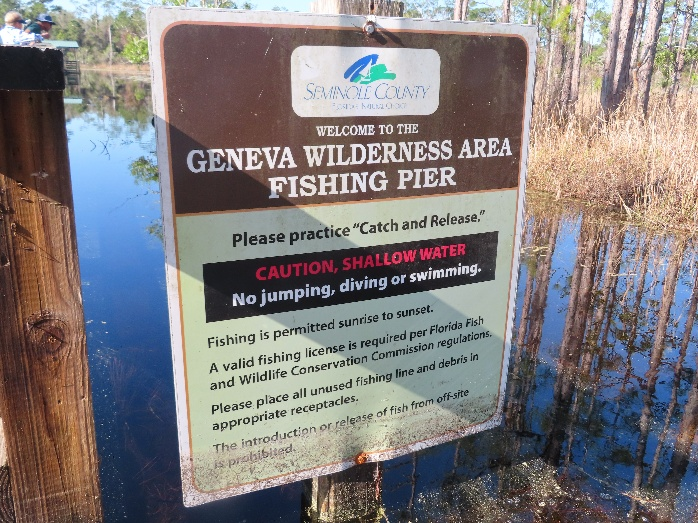 SEMINOLE COUNTY
FLORIDA'S NATURAL CHOICE
WELCOME TO THE
GENEVA WILDERNESS AREA
FISHING PIER
Please practice "Catch and Release."
CAUTION, SHALLOW WATER
No jumping, diving or swimming.
Fishing is permitted sunrise to sunset.
A valid fishing license is required per Florida Fish
and Wildlife Conservation Commission regulations.
Please place all unused fishing line and debris in
appropriate receptacles.
The introduction or release of fish from off-site
is prohibited.